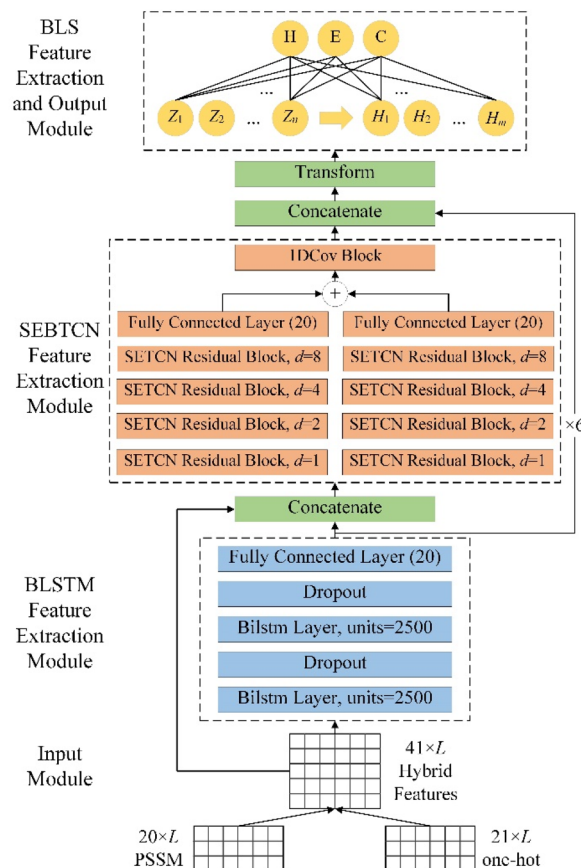 BLS
Feature
Extraction
and Output
Module
H E C
... ...
Z1 Z2 ... Zn H1 H2 ... Hm
Transform
Concatenate
1DCov Block
+
SEBTCN
Feature
Extraction
Module
Fully Connected Layer (20) Fully Connected Layer (20)
SETCN Residual Block, d=8 SETCN Residual Block, d=8
SETCN Residual Block, d=4 SETCN Residual Block, d=4
SETCN Residual Block, d=2 SETCN Residual Block, d=2
SETCN Residual Block, d=1 SETCN Residual Block, d=1
×6
Concatenate
BLSTM
Feature
Extraction
Module
Fully Connected Layer (20)
Dropout
Bilstm Layer, units=2500
Dropout
Bilstm Layer, units=2500
Input
Module
41×L
Hybrid
Features
20×L
PSSM
21×L
one-hot